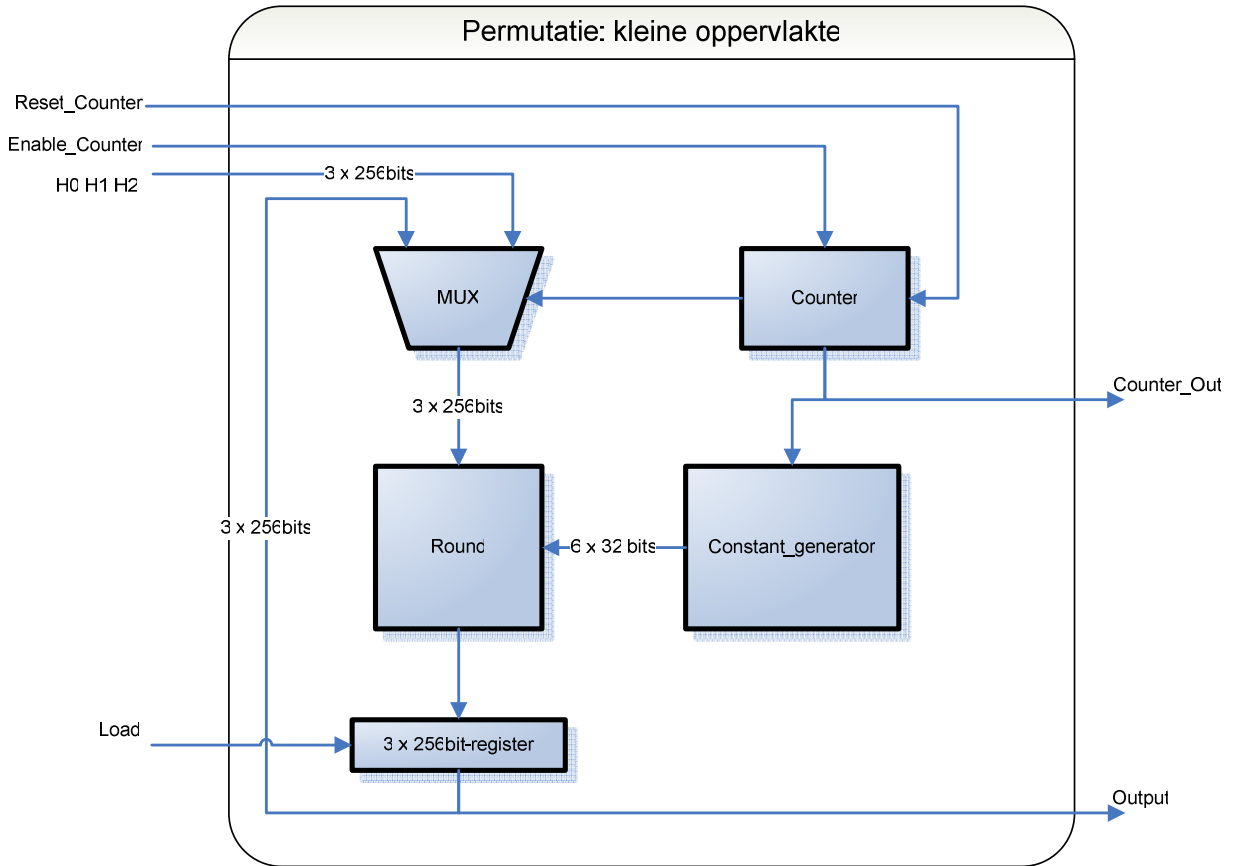 Permutatie: kleine oppervlakte
Reset_Counter
Enable_Counter
H0 H1 H2
3 x 256bits
MUX
Counter
Counter_Out
3 x 256bits
3 x 256bits
Round
6 x 32 bits
Constant_generator
Load
3 x 256bit-register
Output